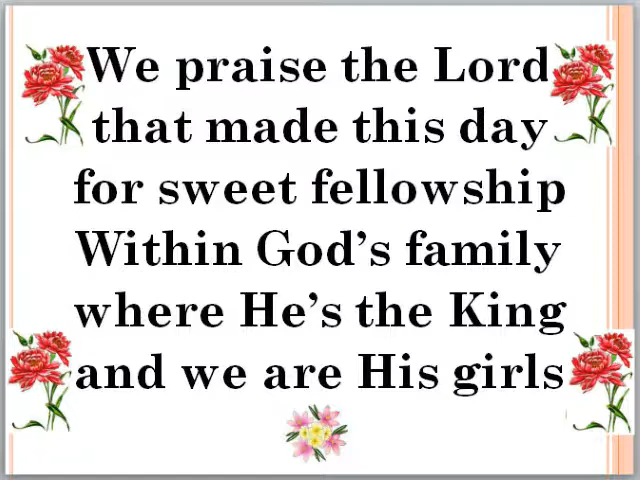 We praise the Lord
that made this day
for sweet fellowship
Within God’s family
where He’s the King
and we are His girls